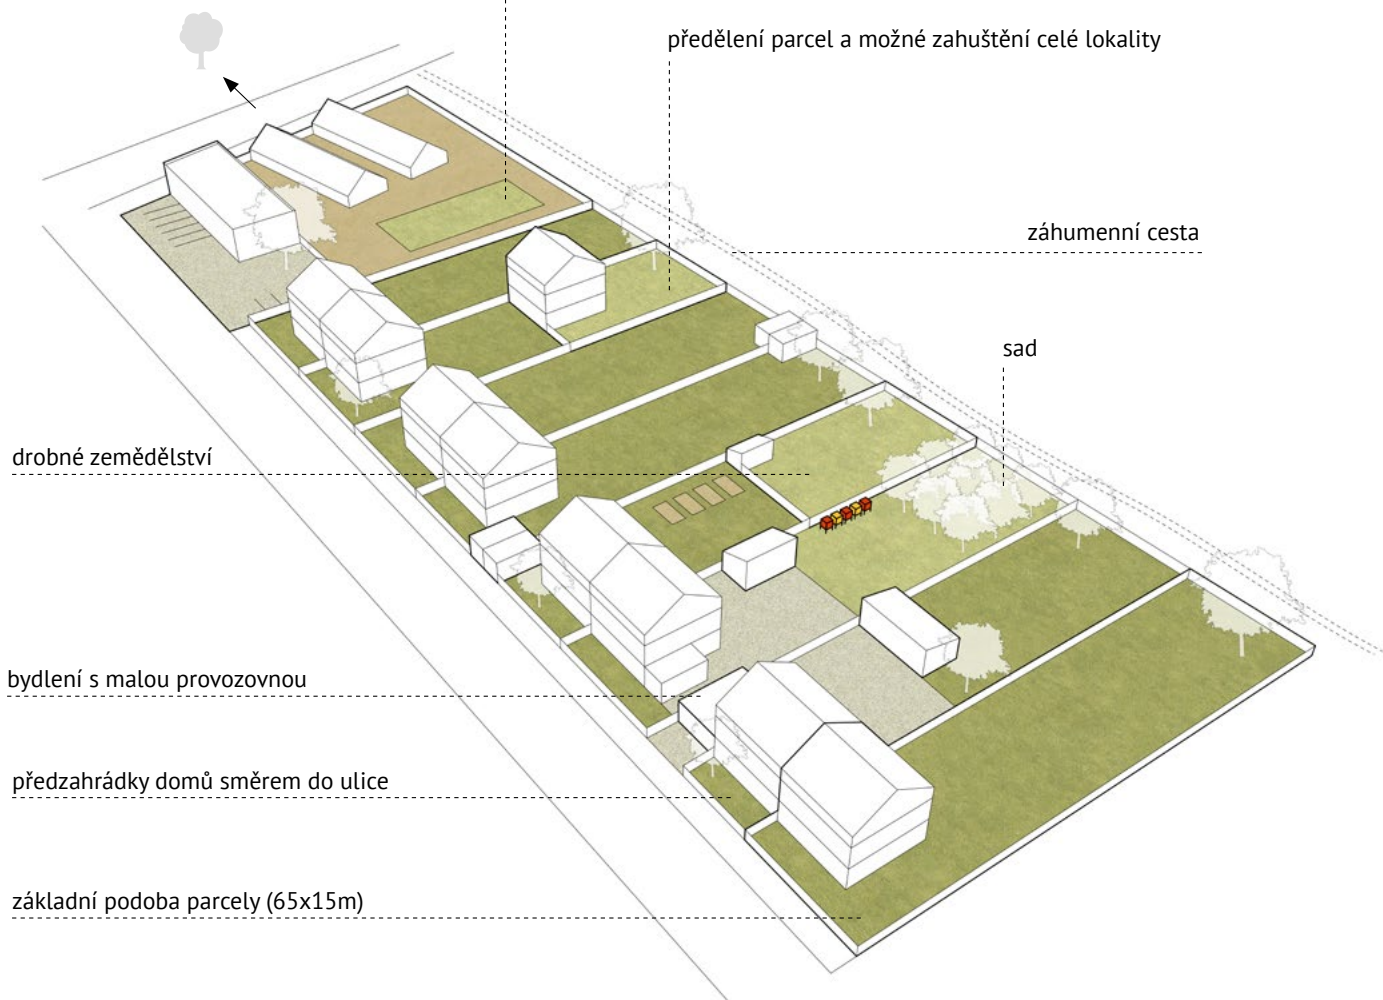 předělení parcel a možné zahuštění celé lokality
záhumenní cesta
sad
drobné zemědělství
bydlení s malou provozovnou
předzahrádky domů směrem do ulice
základní podoba parcely (65x15m)